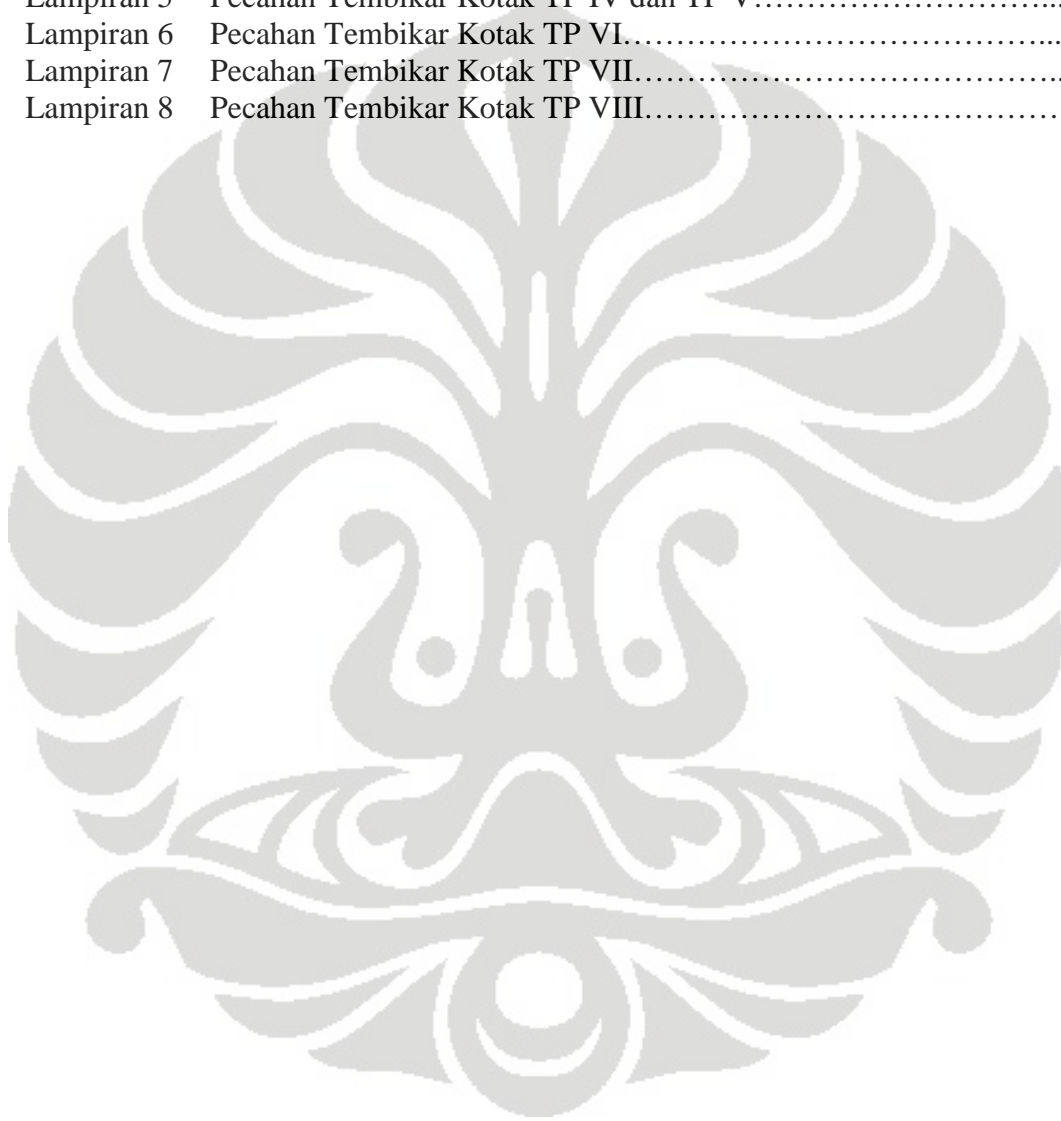 Lampiran 5 Pecahan Tembikar Kotak TP IV dan TP V…………………………...
Lampiran 6 Pecahan Tembikar Kotak TP VI………………………………………...
Lampiran 7 Pecahan Tembikar Kotak TP VII………………………………………..
Lampiran 8 Pecahan Tembikar Kotak TP VIII………………………………………